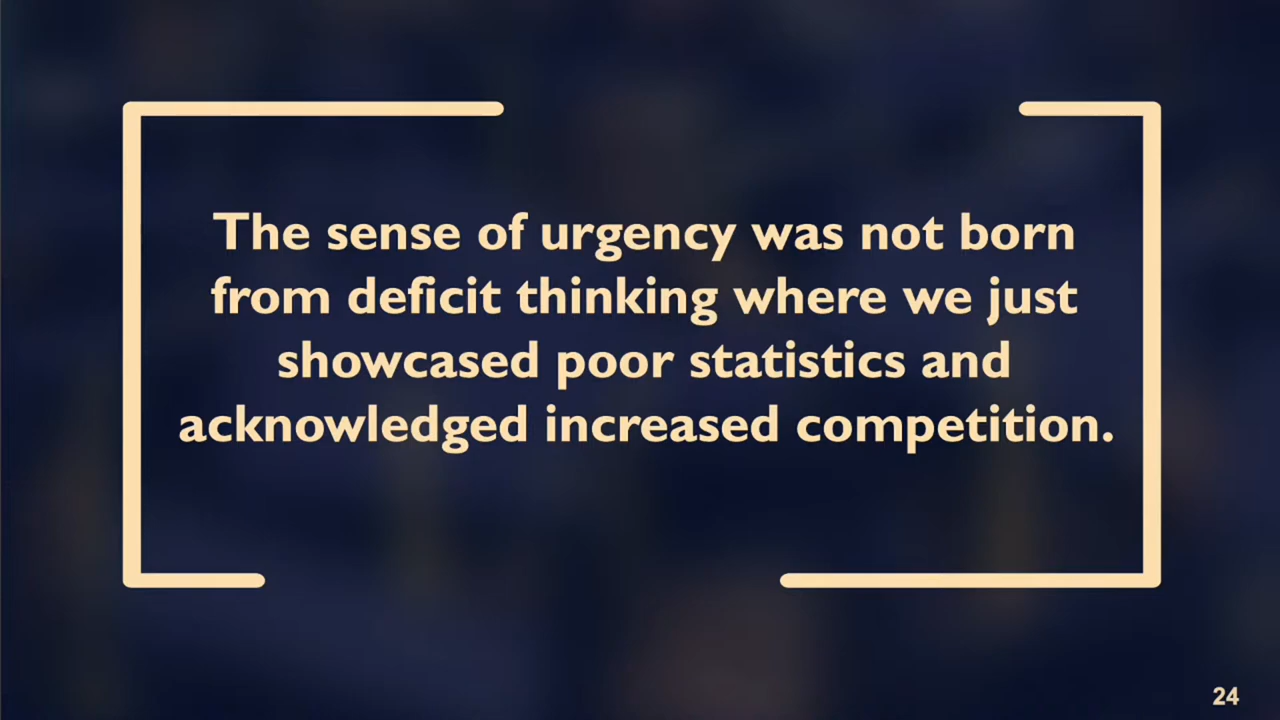 The sense of urgency was not born
from deficit thinking where we just
showcased poor statistics and
acknowledged increased competition.
24